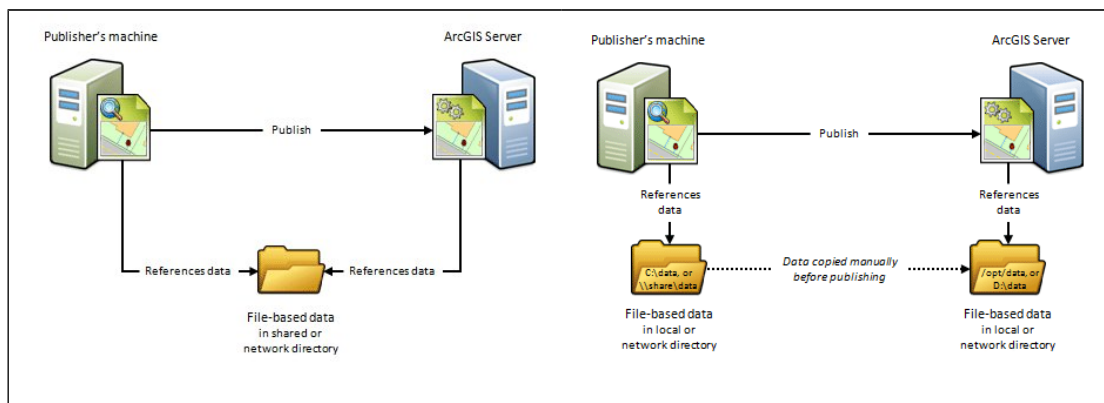 Publisher's machine
ArcGIS Server
Publish
References data
References data
File-based data
in shared or
network directory
Publisher's machine
ArcGIS Server
Publish
References
data
References
data
C:\data, or
\\share\data
Data copied manually
before publishing
/opt/data, or
D:\data
File-based data
in local or
network directory
File-based data
in local or
network directory